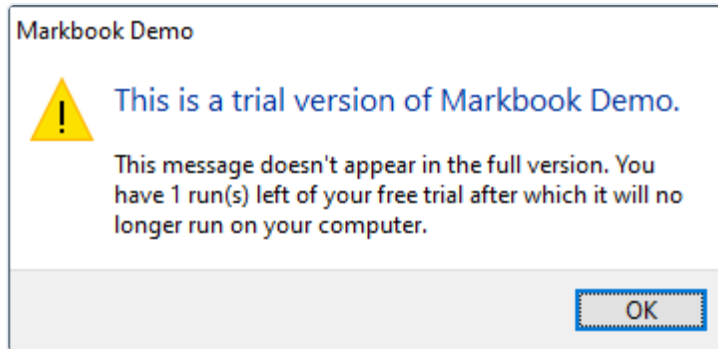 Markbook Demo
This is a trial version of Markbook Demo.
This message doesn't appear in the full version. You
have 1 run(s) left of your free trial after which it will no
longer run on your computer.
OK